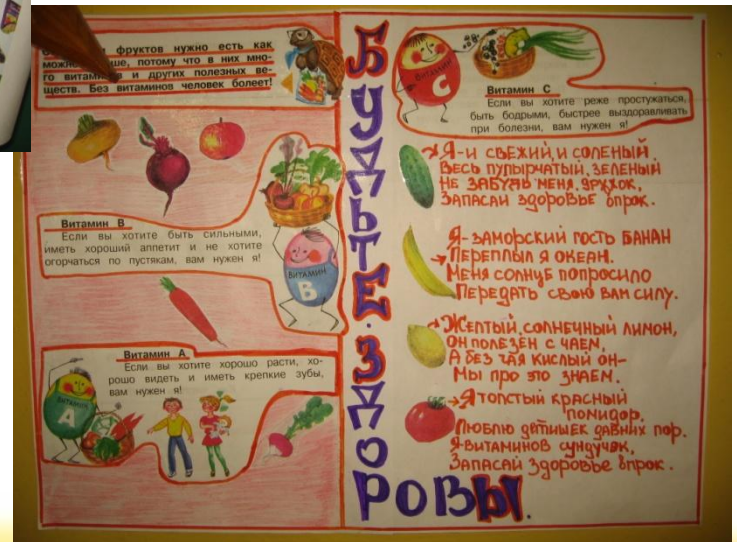 фруктов нужно есть как
можно потому что в них мно-
го витаминов и других полезных ве-
ществ. Без витаминов человек болеет!
Витамин В
Если вы хотите быть сильными,
иметь хороший аппетит и не хотите
огорчаться по пустякам, вам нужен я!
ВИТАМИН
В
Витамин А
Если вы хотите хорошо расти, хо-
рошо видеть и иметь крепкие зубы,
вам нужен я!
ВИТАМИН
А
БУДЬТЕ ЗДОРОВЫ.
ВИТАМИН
С
Витамин С
Если вы хотите реже простужаться,
быть бодрыми, быстрее выздоравливать
при болезни, вам нужен я!
Я-И СВЕЖИЙ, И СОЛЕНЫЙ.
ВЕСЬ ПУПЫРЧАТЫЙ, ЗЕЛЕНЫЙ
НЕ ЗАБУДЬ МЕНЯ, ДРУЖОК,
ЗАПАСАЙ ЗДОРОВЬЕ ВПРОК.
Я-ЗАМОРСКИЙ ГОСТЬ БАНАН
ПЕРЕПЛЫЛ Я ОКЕАН.
МЕНЯ СОЛНЦЕ ПОПРОСИЛО
ПЕРЕДАТЬ СВОЮ ВАМ СИЛУ.
ЖЕЛТЫЙ, СОЛНЕЧНЫЙ ЛИМОН,
ОН ПОЛЕЗЕН С ЧАЕМ,
А БЕЗ ЧАЯ КИСЛЫЙ ОН-
МЫ ПРО ЭТО ЗНАЕМ.
Я ТОЛСТЫЙ КРАСНЫЙ
ПОМИДОР.
ЛЮБЛЮ ДЕТИШЕК ДАВНИХ ПОР.
Я-ВИТАМИНОВ СУНДУЧОК,
ЗАПАСАЙ ЗДОРОВЬЕ ВПРОК.